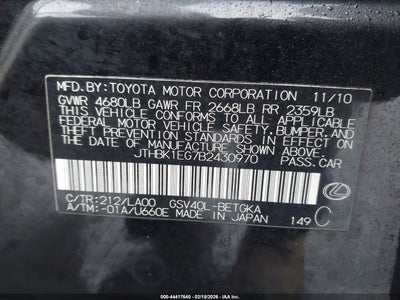 MFD. BY: TOYOTA MOTOR CORPORATION 11/10
GVWR 4680LB GAWR FR 2668LB RR 2359LB
THIS VEHICLE CONFORMS TO ALL APPLICABLE
FEDERAL MOTOR VEHICLE SAFETY, BUMPER, AND
THEFT PREVENTION STANDARDS IN EFFECT ON
THE DATE OF MANUFACTURE SHOWN ABOVE.
JTHBK1EG7B2430970 PASS. CAR
C/TR: 212/LA00 GSV40L-BETGKA
A/TM: -01A/U660E MADE IN JAPAN 149 C
ID: 000-44417640 - 02/18/2026 - IAAI - US